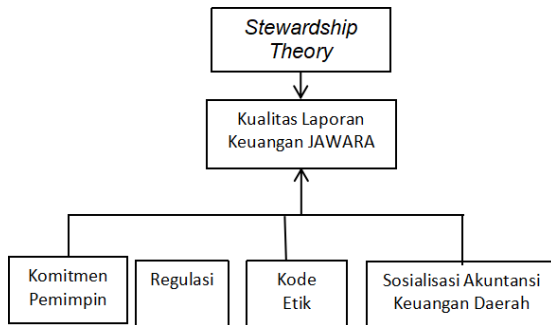 Stewardship
Theory
Kualitas Laporan
Keuangan JAWARA
Komitmen
Pemimpin
Regulasi
Kode
Etik
Sosialisasi Akuntansi
Keuangan Daerah